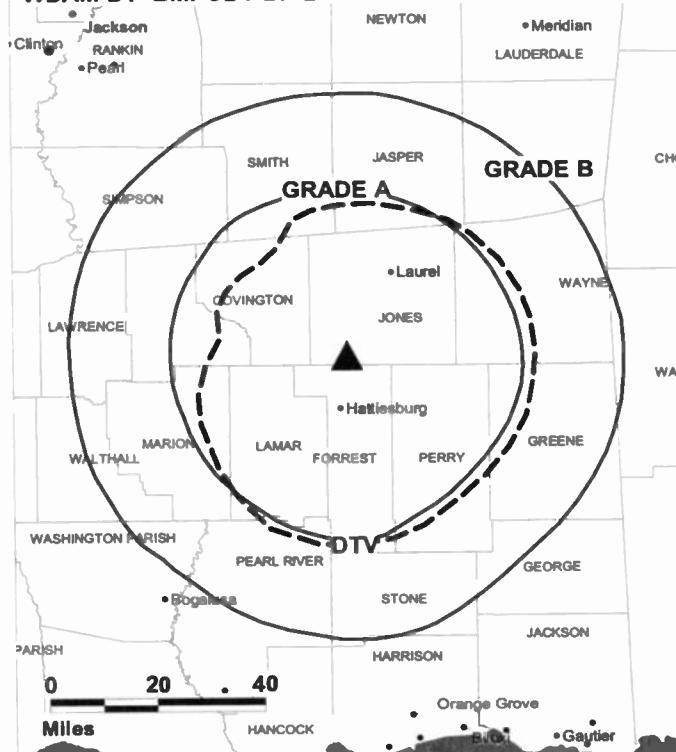 NEWTON
Jackson
Meridian
Clinton
RANKIN
LAUDERDALE
Pearl
SMITH
JASPER
GRADE B
SIMPSON
GRADE A
Laurel
COVINGTON
WAYNE
JONES
LAWRENCE
WA
Hattiesburg
MARION
LAMAR
GREENE
WALTHALL
FORREST
PERRY
WASHINGTON PARISH
DTV
PEARL RIVER
GEORGE
Bogalusa
STONE
JACKSON
PARISH
HARRISON
0 20 40
Orange Grove
Miles
HANCOCK
Biloxi
Gautier